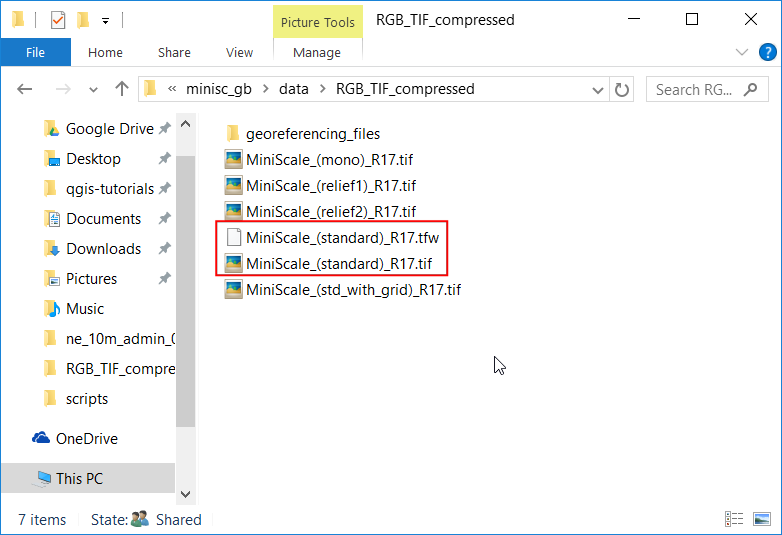 Picture Tools RGB_TIF_compressed
File Home Share View Manage
« minisc_gb data RGB_TIF_compressed Search RG...
Google Drive
Desktop
qgis-tutorials
Documents
Downloads
Pictures
Music
ne_10m_admin_0
RGB_TIF_compre
scripts
OneDrive
This PC
georeferencing_files
MiniScale_(mono)_R17.tif
MiniScale_(relief1)_R17.tif
MiniScale_(relief2)_R17.tif
MiniScale_(standard)_R17.tfw
MiniScale_(standard)_R17.tif
MiniScale_(std_with_grid)_R17.tif
7 items State: Shared